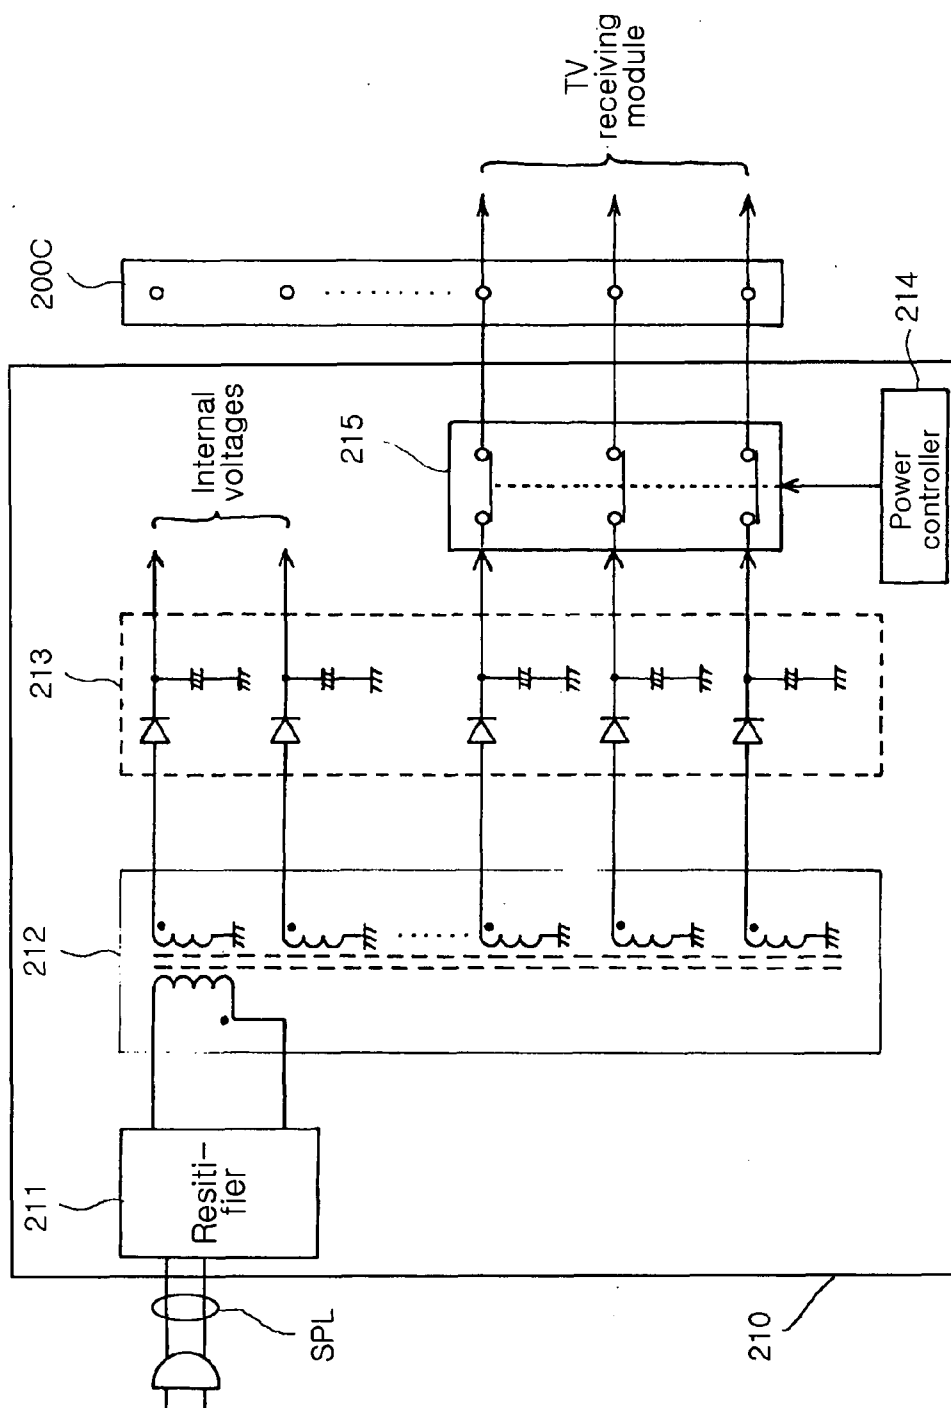 SPL
211
Resiti-
fier
212
213
Internal
voltages
215
200C
TV
receiving
module
214
Power
controller
210